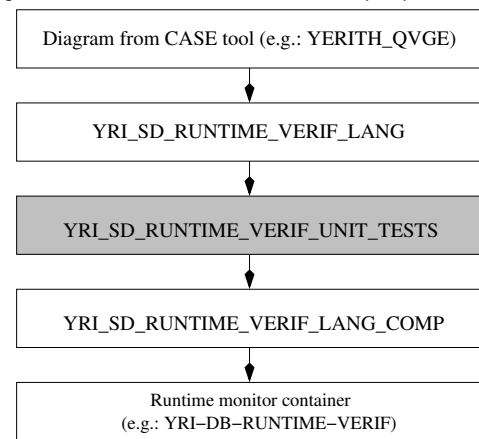 Diagram from CASE tool (e.g.: YERITH_QVGE)
YRI_SD_RUNTIME_VERIF_LANG
YRI_SD_RUNTIME_VERIF_UNIT_TESTS
YRI_SD_RUNTIME_VERIF_LANG_COMP
Runtime monitor container
(e.g.: YRI−DB−RUNTIME−VERIF)